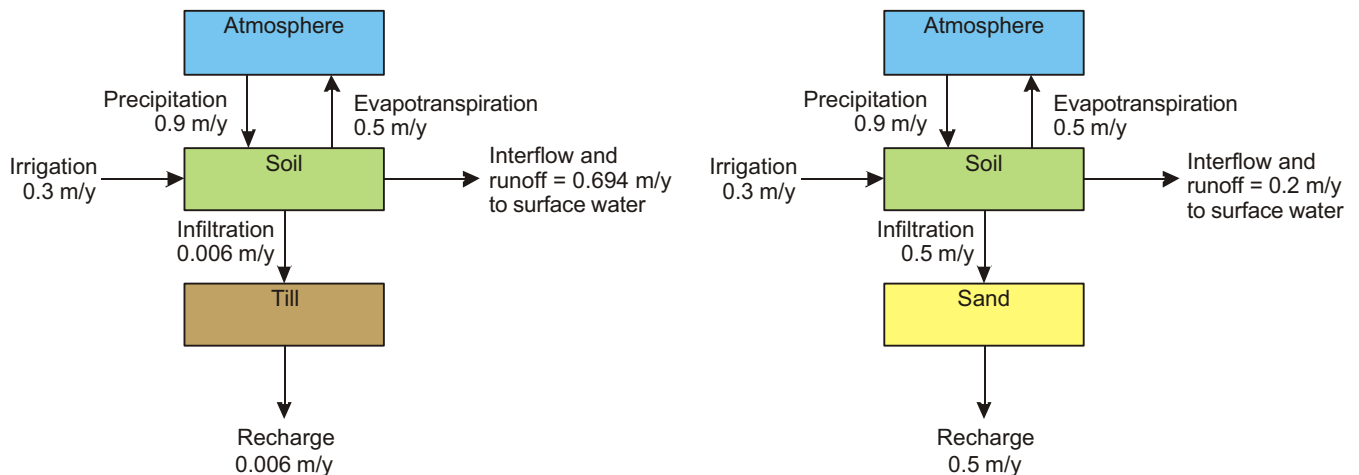 Atmosphere
Precipitation
0.9 m/y
Evapotranspiration
0.5 m/y
Irrigation
0.3 m/y
Soil
Interflow and
runoff = 0.694 m/y
to surface water
Infiltration
0.006 m/y
Till
Recharge
0.006 m/y
Atmosphere
Precipitation
0.9 m/y
Evapotranspiration
0.5 m/y
Irrigation
0.3 m/y
Soil
Interflow and
runoff = 0.2 m/y
to surface water
Infiltration
0.5 m/y
Sand
Recharge
0.5 m/y